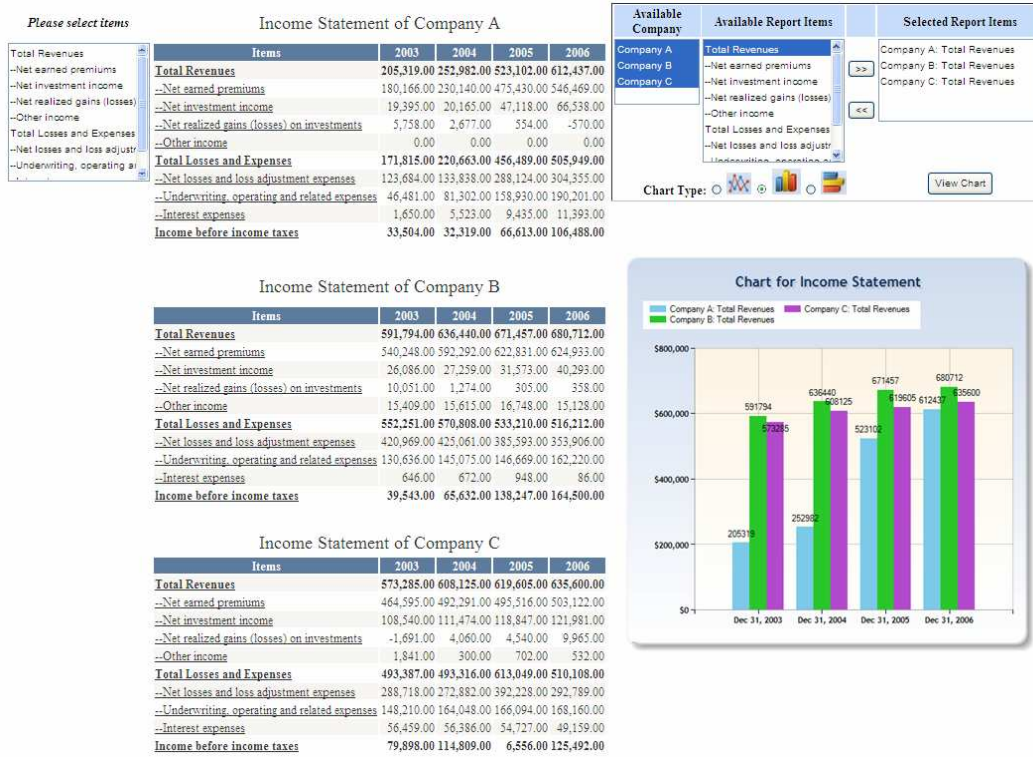 Please select items
Total Revenues
--Net earned premiums
--Net investment income
--Net realized gains (losses)
--Other income
Total Losses and Expenses
--Net losses and loss adjustr
--Underwriting, operating ar
Income Statement of Company A
Items 2003 2004 2005 2006
Total Revenues 205,319.00 252,982.00 523,102.00 612,437.00
--Net earned premiums 180,166.00 230,140.00 475,430.00 546,469.00
--Net investment income 19,395.00 20,165.00 47,118.00 66,538.00
--Net realized gains (losses) on investments 5,758.00 2,677.00 554.00 -570.00
--Other income 0.00 0.00 0.00 0.00
Total Losses and Expenses 171,815.00 220,663.00 456,489.00 505,949.00
--Net losses and loss adjustment expenses 123,684.00 133,838.00 288,124.00 304,355.00
--Underwriting, operating and related expenses 46,481.00 81,302.00 158,930.00 190,201.00
--Interest expenses 1,650.00 5,523.00 9,435.00 11,393.00
Income before income taxes 33,504.00 32,319.00 66,613.00 106,488.00
Income Statement of Company B
Items 2003 2004 2005 2006
Total Revenues 591,794.00 636,440.00 671,457.00 680,712.00
--Net earned premiums 540,248.00 592,292.00 622,831.00 624,933.00
--Net investment income 26,086.00 27,259.00 31,573.00 40,293.00
--Net realized gains (losses) on investments 10,051.00 1,274.00 305.00 358.00
--Other income 15,409.00 15,615.00 16,748.00 15,128.00
Total Losses and Expenses 552,251.00 570,808.00 533,210.00 516,212.00
--Net losses and loss adjustment expenses 420,969.00 425,061.00 385,593.00 353,906.00
--Underwriting, operating and related expenses 130,636.00 145,075.00 146,669.00 162,220.00
--Interest expenses 646.00 672.00 948.00 86.00
Income before income taxes 39,543.00 65,632.00 138,247.00 164,500.00
Income Statement of Company C
Items 2003 2004 2005 2006
Total Revenues 573,285.00 608,125.00 619,605.00 635,600.00
--Net earned premiums 464,595.00 492,291.00 495,516.00 503,122.00
--Net investment income 108,540.00 111,474.00 118,847.00 121,981.00
--Net realized gains (losses) on investments -1,691.00 4,060.00 4,540.00 9,965.00
--Other income 1,841.00 300.00 702.00 532.00
Total Losses and Expenses 493,387.00 493,316.00 613,049.00 510,108.00
--Net losses and loss adjustment expenses 288,718.00 272,882.00 392,228.00 292,789.00
--Underwriting, operating and related expenses 148,210.00 164,048.00 166,094.00 168,160.00
--Interest expenses 56,459.00 56,386.00 54,727.00 49,159.00
Income before income taxes 79,898.00 114,809.00 6,556.00 125,492.00
Available Company
Available Report Items
Selected Report Items
Company A
Company B
Company C
Total Revenues
--Net earned premiums
--Net investment income
--Net realized gains (losses)
--Other income
Total Losses and Expenses
--Net losses and loss adjustr
>>
<<
Company A: Total Revenues
Company B: Total Revenues
Company C: Total Revenues
Chart Type:
View Chart
Chart for Income Statement
Company A: Total Revenues Company C: Total Revenues
Company B: Total Revenues
$800,000
$600,000
$400,000
$200,000
$0
205319 591794 573285
252982 636440 608125
523102 671457 619605
612437 680712 635600
Dec 31, 2003 Dec 31, 2004 Dec 31, 2005 Dec 31, 2006